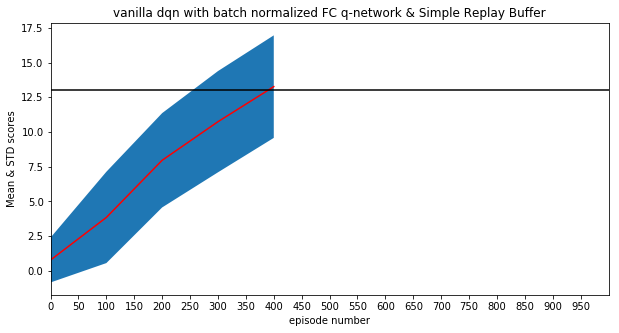 vanilla dqn with batch normalized FC q-network & Simple Replay Buffer
17.5
15.0
12.5
10.0
7.5
5.0
2.5
0.0
Mean & STD scores
0 50 100 150 200 250 300 350 400 450 500 550 600 650 700 750 800 850 900 950
episode number